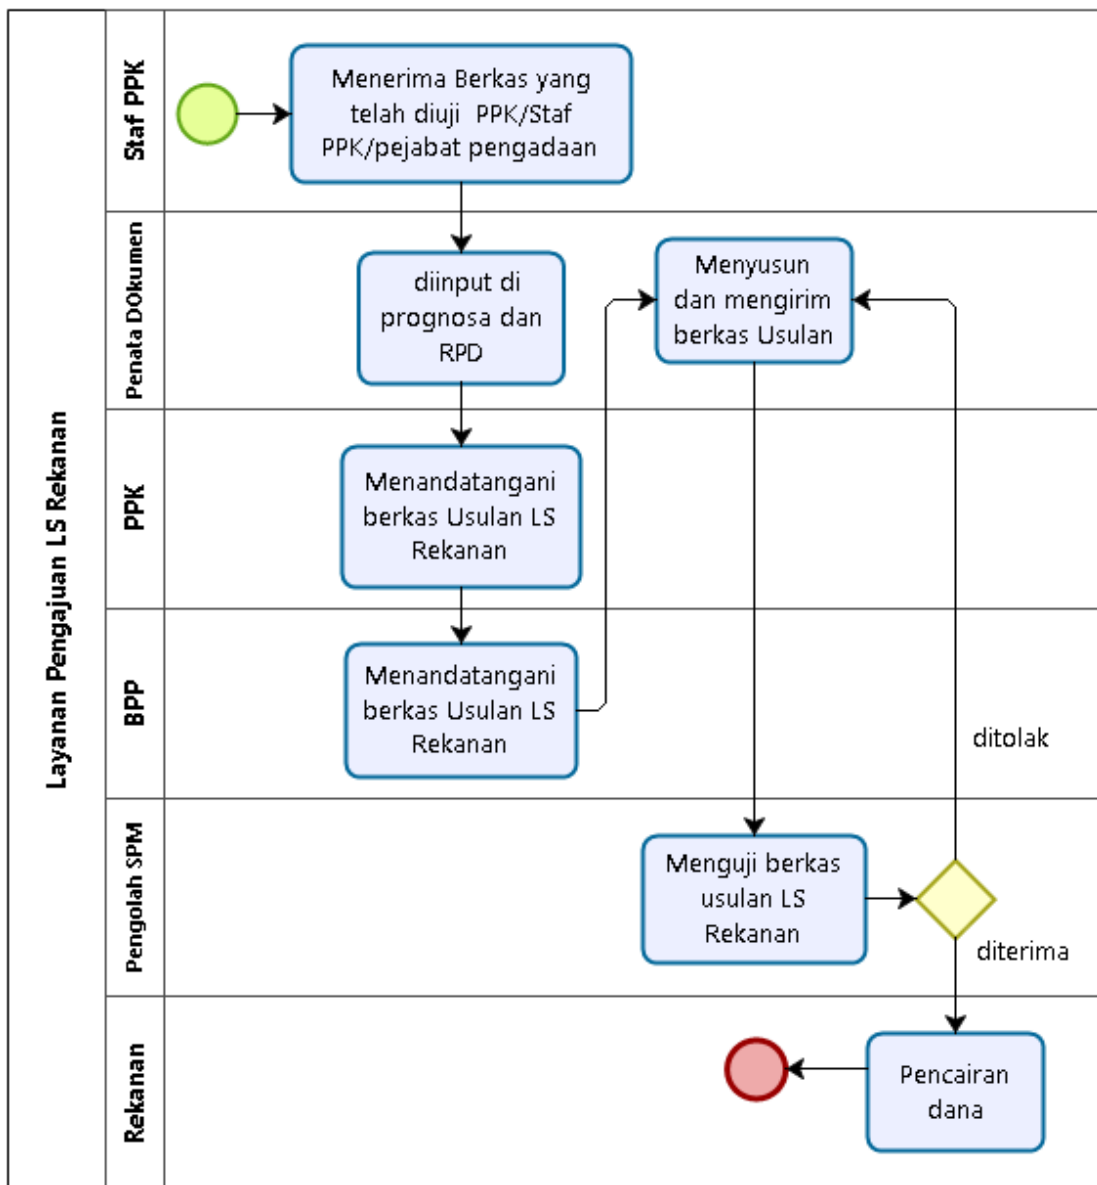 Layanan Pengajuan LS Rekanan
Staf PPK
Menerima Berkas yang
telah diuji PPK/Staf
PPK/pejabat pengadaan
Penata DOkumen
diinput di
prognosa dan
RPD
Menyusun
dan mengirim
berkas Usulan
PPK
Menandatangani
berkas Usulan LS
Rekanan
BPP
Menandatangani
berkas Usulan LS
Rekanan
ditolak
Pengolah SPM
Menguji berkas
usulan LS
Rekanan
diterima
Rekanan
Pencairan
dana